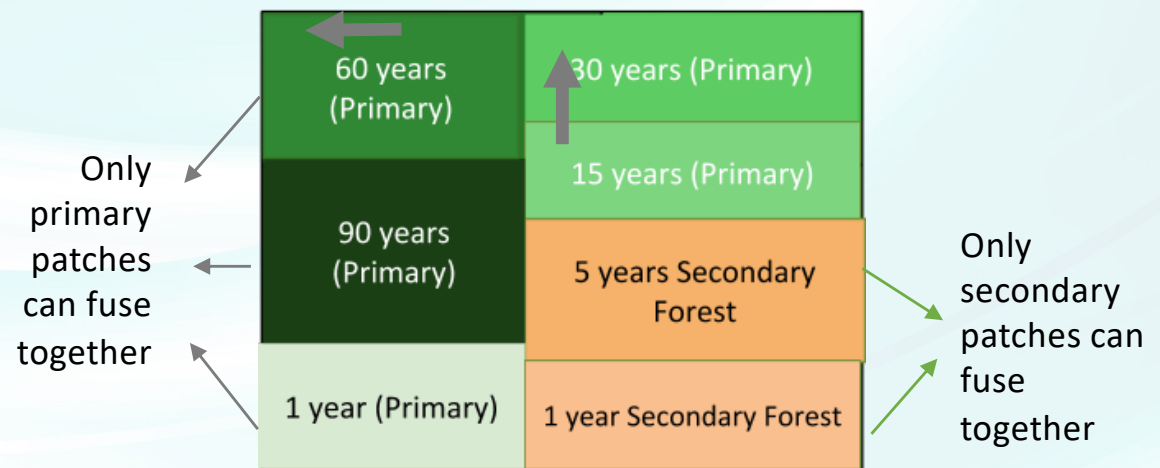 Only
primary
patches
can fuse
together
60 years
(Primary)
90 years
(Primary)
1 year (Primary)
30 years (Primary)
15 years (Primary)
5 years Secondary
Forest
1 year Secondary Forest
Only
secondary
patches can
fuse
together